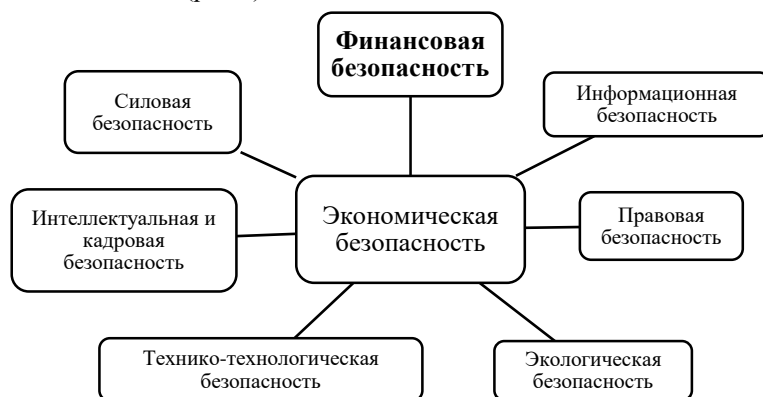 Финансовая
безопасность
Силовая
безопасность
Информационная
безопасность
Экономическая
безопасность
Интеллектуальная и
кадровая
безопасность
Правовая
безопасность
Технико-технологическая
безопасность
Экологическая
безопасность